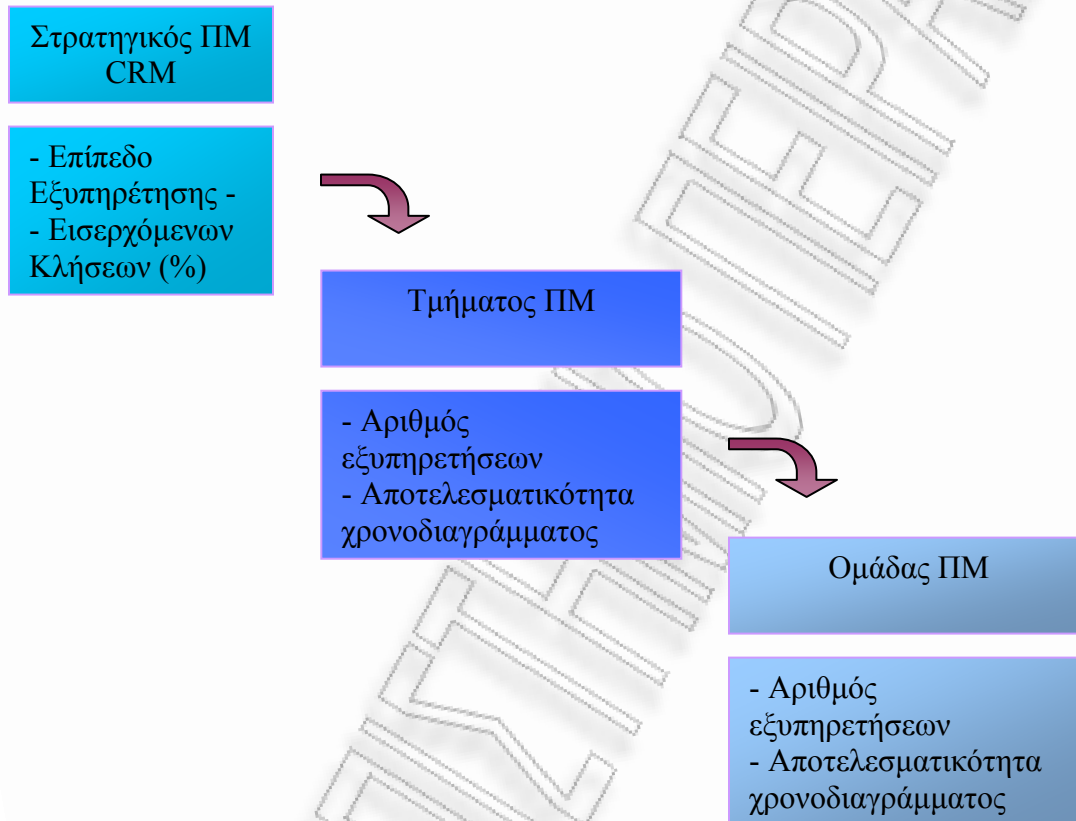 Στρατηγικός ΠΜ
CRM
- Επίπεδο
Εξυπηρέτησης -
- Εισερχόμενων
Κλήσεων (%)
Τμήματος ΠΜ
- Αριθμός
εξυπηρετήσεων
- Αποτελεσματικότητα
χρονοδιαγράμματος
Ομάδας ΠΜ
- Αριθμός
εξυπηρετήσεων
- Αποτελεσματικότητα
χρονοδιαγράμματος